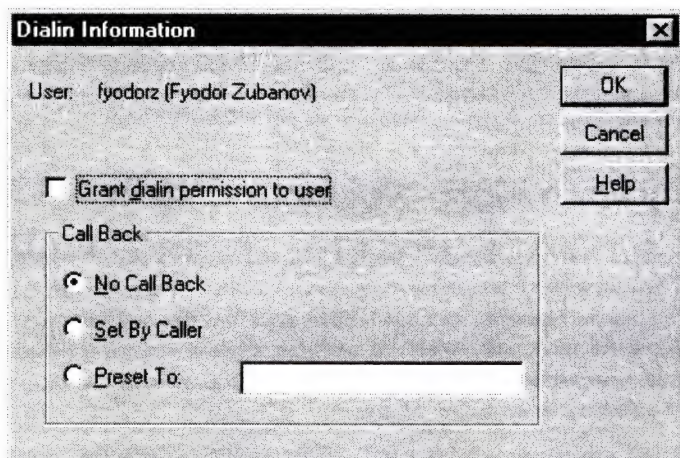 Dialin Information
User: fyodorz (Fyodor Zubanov)
OK
Cancel
Help
Grant dialin permission to user
Call Back
No Call Back
Set By Caller
Preset To: